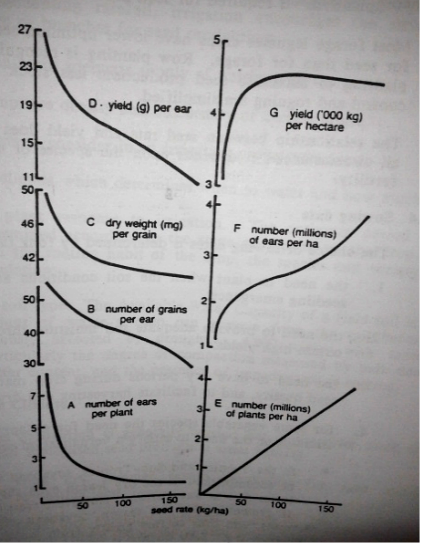 27
23
19
15
11
D. yield (g) per ear
5
4
3
G yield ('000 kg)
per hectare
50
46
42
C dry weight (mg)
per grain
4
3
2
1
F number (millions)
of ears per ha
50
40
30
B number of grains
per ear
7
5
3
1
A number of ears
per plant
4
3
2
1
E number (millions)
of plants per ha
50 100 150
50 100 150
seed rate (kg/ha)